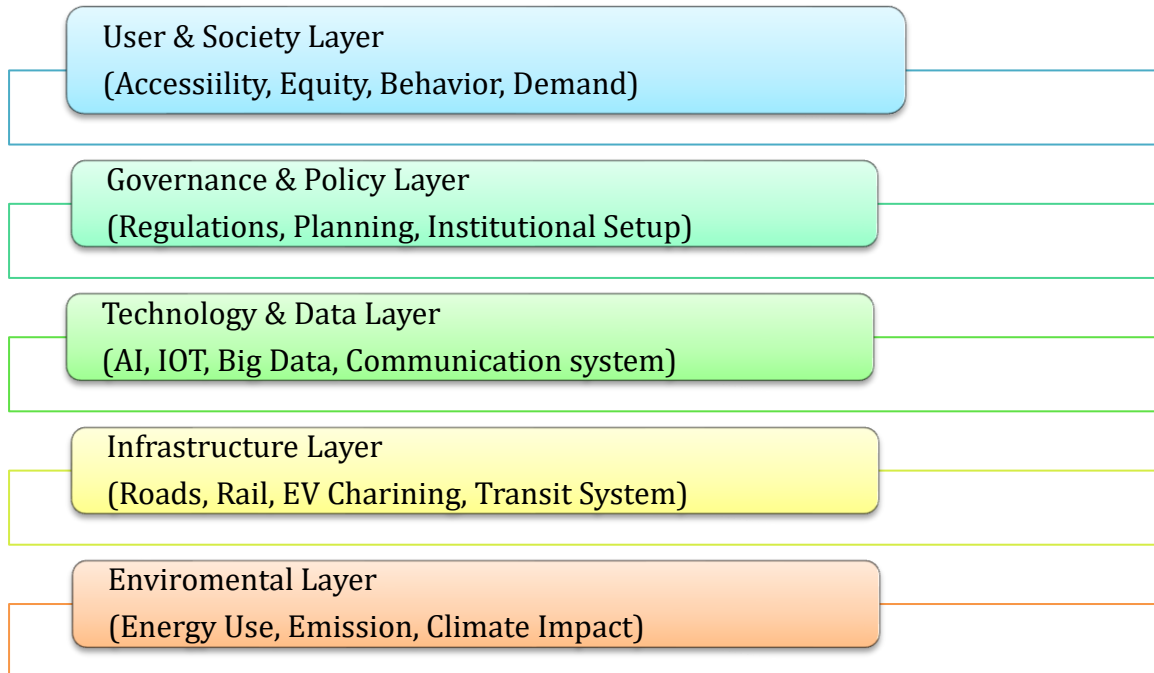 User & Society Layer
(Accessiility, Equity, Behavior, Demand)
Governance & Policy Layer
(Regulations, Planning, Institutional Setup)
Technology & Data Layer
(AI, IOT, Big Data, Communication system)
Infrastructure Layer
(Roads, Rail, EV Charining, Transit System)
Enviromental Layer
(Energy Use, Emission, Climate Impact)